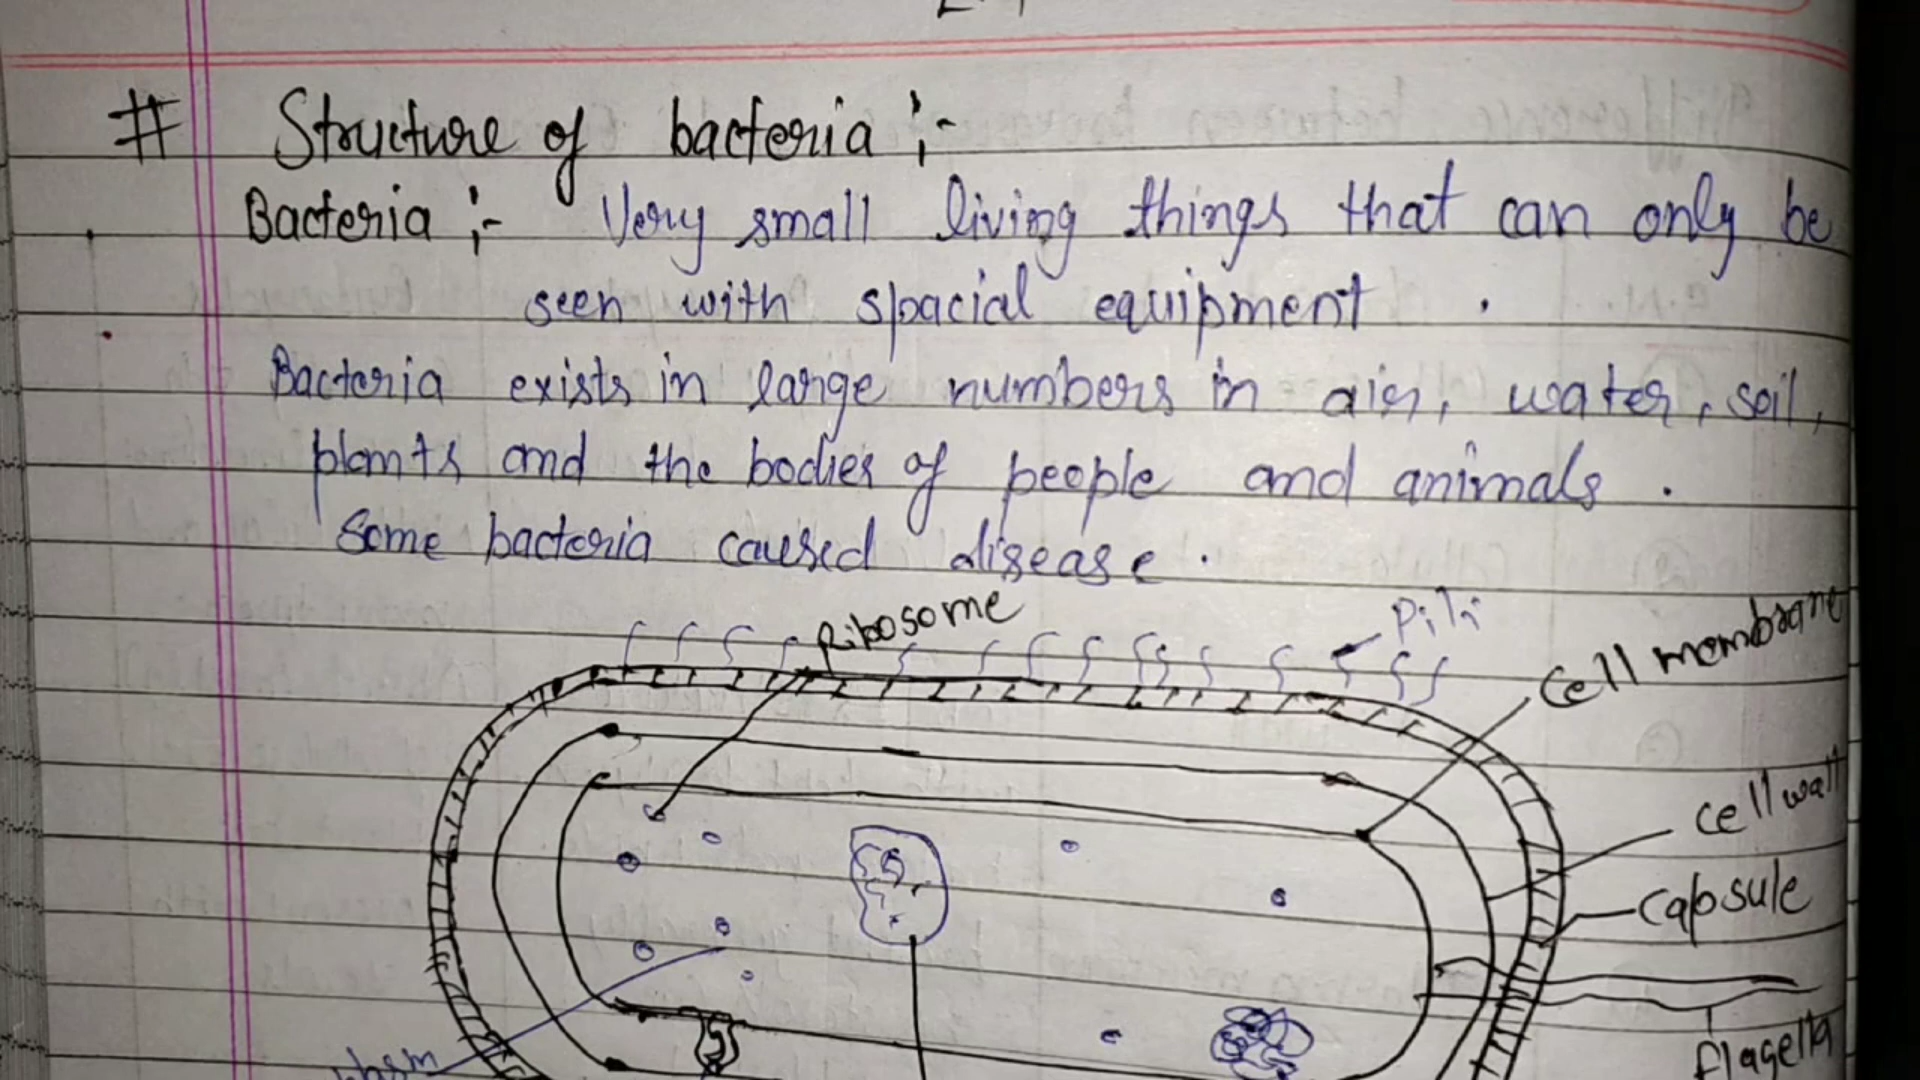 # Structure of bacteria :-
Bacteria :- Very small living things that can only be
seen with spacial equipment .
Bacteria exists in large numbers in air, water, soil,
plants and the bodies of people and animals .
Some bacteria caused disease .
Ribosome
Pili
Cell membrane
Cell wall
Capsule
flagella